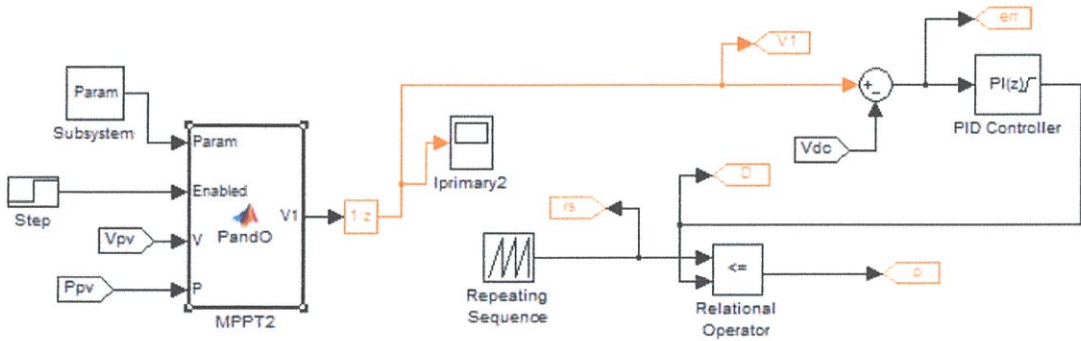 V1
err
Param
Subsystem
PI(z)
PID Controller
Param
Enabled
V
P
V1
PandO
MPPT2
Step
Vpv
Ppv
Iprimary2
Vdc
D
rs
Repeating
Sequence
<=
Relational
Operator